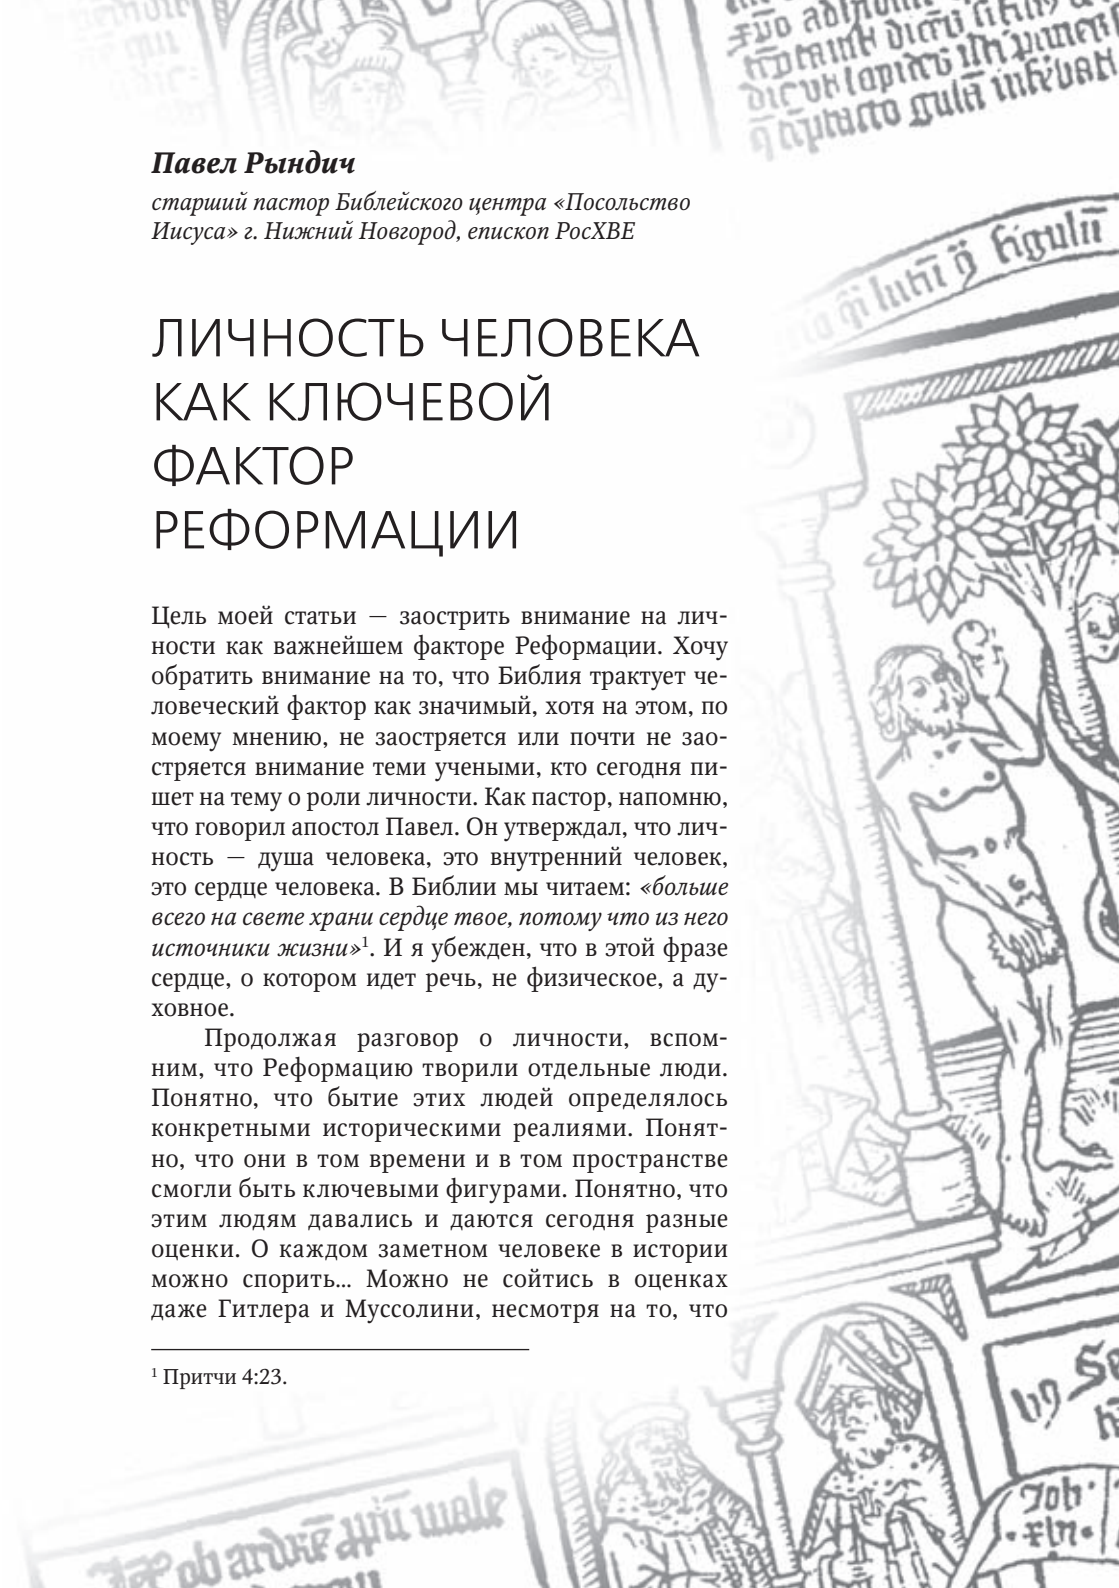 Павел Рындич
старший пастор Библейского центра «Посольство
Иисуса» г. Нижний Новгород, епископ РосХВЕ
ЛИЧНОСТЬ ЧЕЛОВЕКА
КАК КЛЮЧЕВОЙ
ФАКТОР
РЕФОРМАЦИИ
Цель моей статьи — заострить внимание на лич-
ности как важнейшем факторе Реформации. Хочу
обратить внимание на то, что Библия трактует че-
ловеческий фактор как значимый, хотя на этом, по
моему мнению, не заостряется или почти не зао-
стряется внимание теми учеными, кто сегодня пи-
шет на тему о роли личности. Как пастор, напомню,
что говорил апостол Павел. Он утверждал, что лич-
ность — душа человека, это внутренний человек,
это сердце человека. В Библии мы читаем: «больше
всего на свете храни сердце твое, потому что из него
источники жизни»¹. И я убежден, что в этой фразе
сердце, о котором идет речь, не физическое, а ду-
ховное.
Продолжая разговор о личности, вспом-
ним, что Реформацию творили отдельные люди.
Понятно, что бытие этих людей определялось
конкретными историческими реалиями. Понят-
но, что они в том времени и в том пространстве
смогли быть ключевыми фигурами. Понятно, что
этим людям давались и даются сегодня разные
оценки. О каждом заметном человеке в истории
можно спорить... Можно не сойтись в оценках
даже Гитлера и Муссолини, несмотря на то, что
¹ Притчи 4:23.